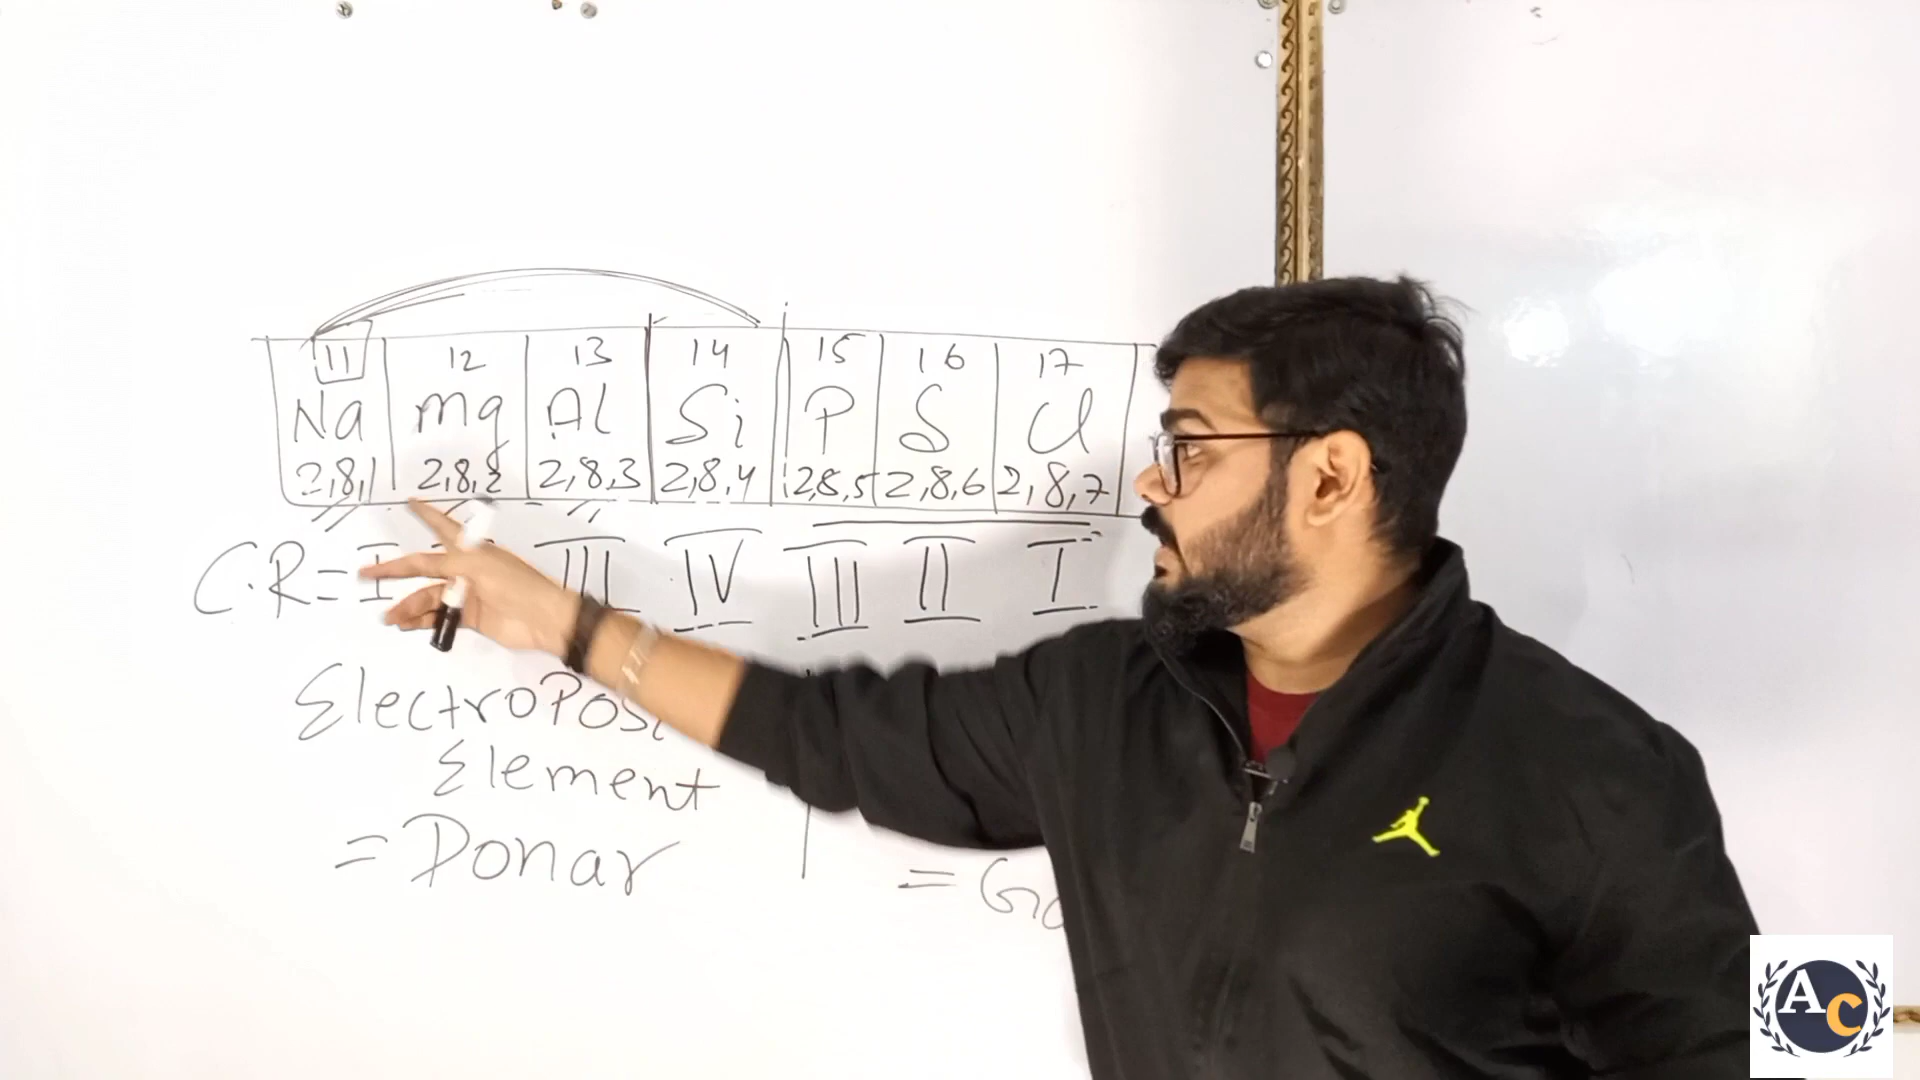 11 12 13 14 15 16 17
Na Mg Al Si P S Cl
2,8,1 2,8,2 2,8,3 2,8,4 2,8,5 2,8,6 2,8,7
C.R = I III IV III II I
Element
= Donar
=
AC